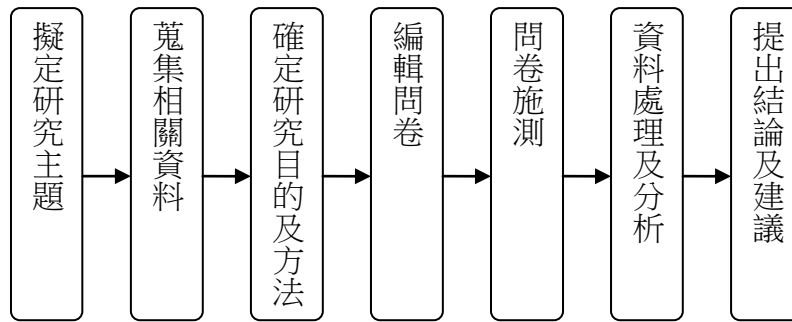 擬定研究主題
蒐集相關資料
確定研究目的及方法
編輯問卷
問卷施測
資料處理及分析
提出結論及建議